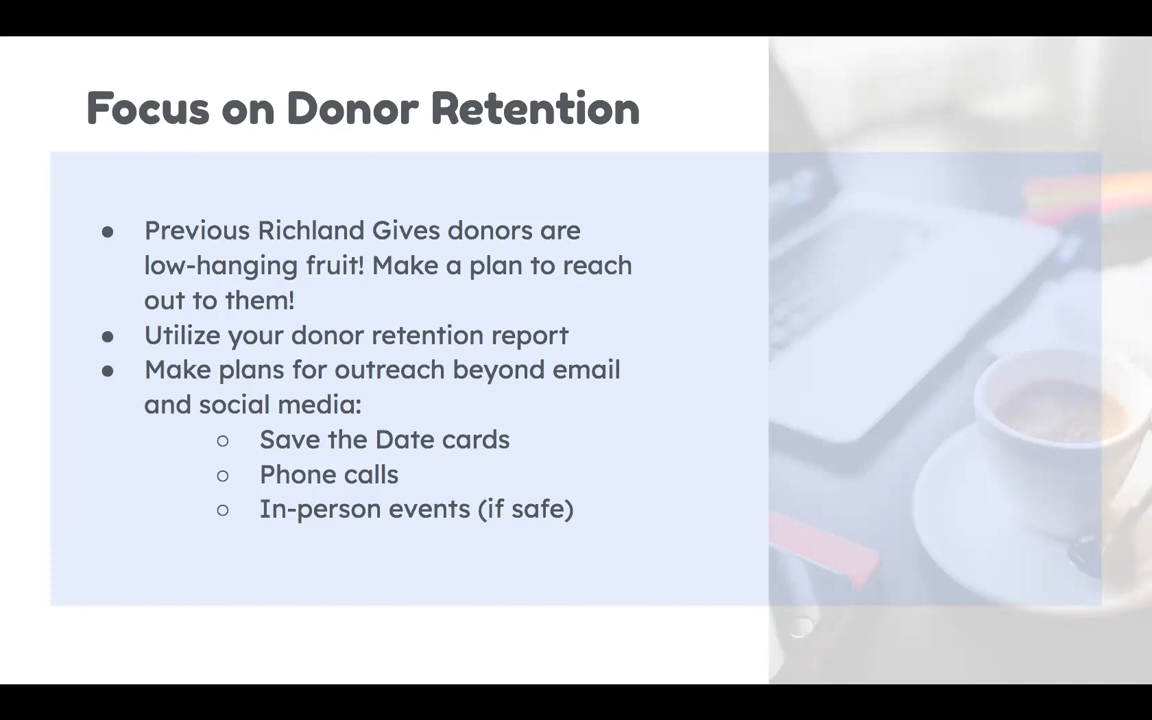 Focus on Donor Retention
● Previous Richland Gives donors are
low-hanging fruit! Make a plan to reach
out to them!
● Utilize your donor retention report
● Make plans for outreach beyond email
and social media:
○ Save the Date cards
○ Phone calls
○ In-person events (if safe)